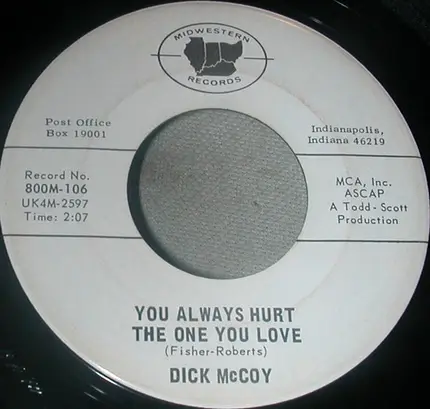 MIDWESTERN
RECORDS
Post Office
Box 19001
Indianapolis,
Indiana 46219
Record No.
800M-106
UK4M-2597
Time: 2:07
MCA, Inc.
ASCAP
A Todd-Scott
Production
YOU ALWAYS HURT
THE ONE YOU LOVE
(Fisher-Roberts)
DICK McCOY